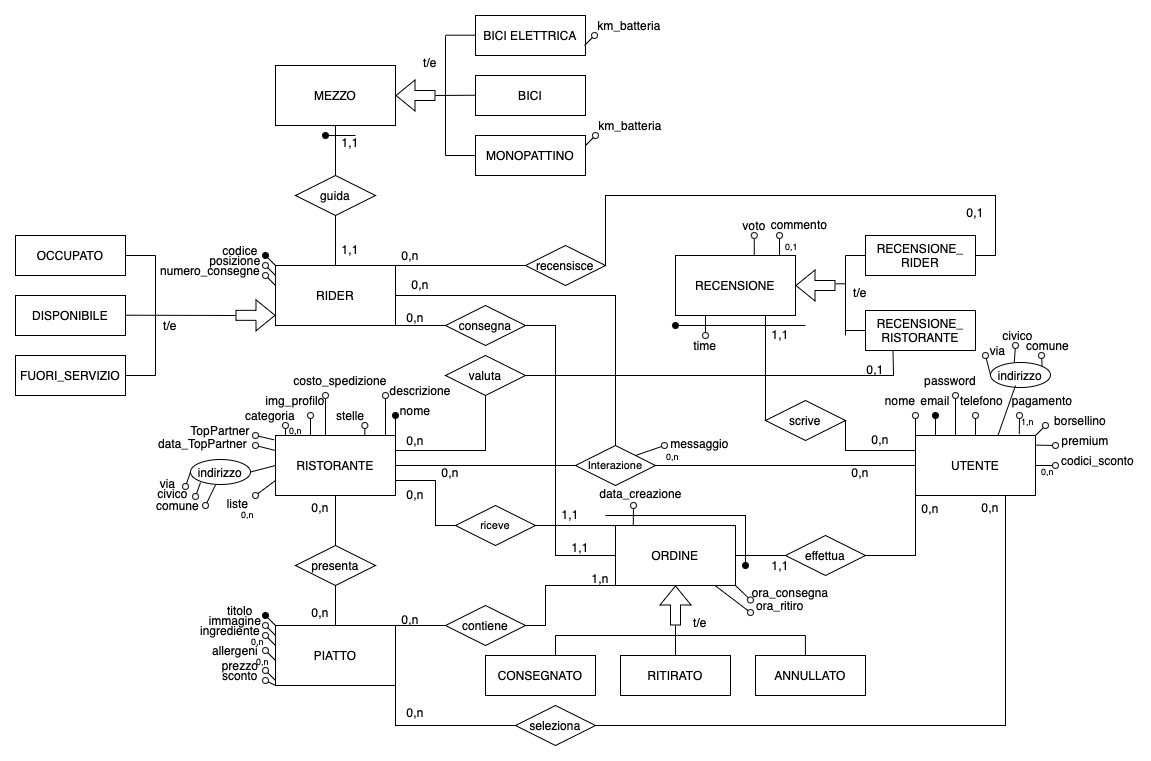 BICI ELETTRICA
km_batteria
t/e
MEZZO
BICI
km_batteria
1,1
MONOPATTINO
guida
0,1
voto
commento
0,1
OCCUPATO
codice
posizione
numero_consegne
1,1
0,n
recensisce
RECENSIONE_
RIDER
RECENSIONE
t/e
RIDER
0,n
DISPONIBILE
t/e
0,n
consegna
RECENSIONE_
RISTORANTE
1,1
time
civico
via
comune
FUORI_SERVIZIO
valuta
0,1
indirizzo
costo_spedizione
descrizione
password
img_profilo
nome
nome
email
telefono
pagamento
categoria
0,n
stelle
1,n
borsellino
TopPartner
data_TopPartner
0,n
scrive
0,n
premium
messaggio
0,n
codici_sconto
0,n
indirizzo
RISTORANTE
0,n
Interazione
0,n
UTENTE
via
civico
comune
liste
0,n
0,n
0,n
data_creazione
0,n
0,n
riceve
1,1
1,1
ORDINE
1,1
effettua
presenta
1,n
ora_consegna
ora_ritiro
0,n
titolo
immagine
ingrediente
0,n
allergeni
0,n
prezzo
sconto
PIATTO
0,n
contiene
t/e
CONSEGNATO
RITIRATO
ANNULLATO
0,n
seleziona